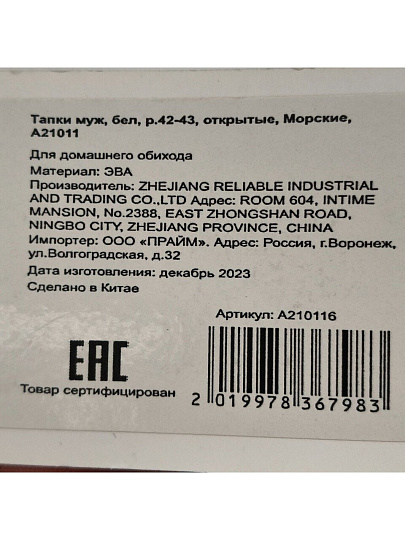 Тапки муж, бел, р.42-43, открытые, Морские,
A21011
Для домашнего обихода
Материал: ЭВА
Производитель: ZHEJIANG RELIABLE INDUSTRIAL
AND TRADING CO.,LTD Адрес: ROOM 604, INTIME
MANSION, No.2388, EAST ZHONGSHAN ROAD,
NINGBO CITY, ZHEJIANG PROVINCE, CHINA
Импортер: ООО «ПРАЙМ». Адрес: Россия, г.Воронеж,
ул.Волгоградская, д.32
Дата изготовления: декабрь 2023
Сделано в Китае
Артикул: A210116
EAC
Товар сертифицирован
2 019978 367983